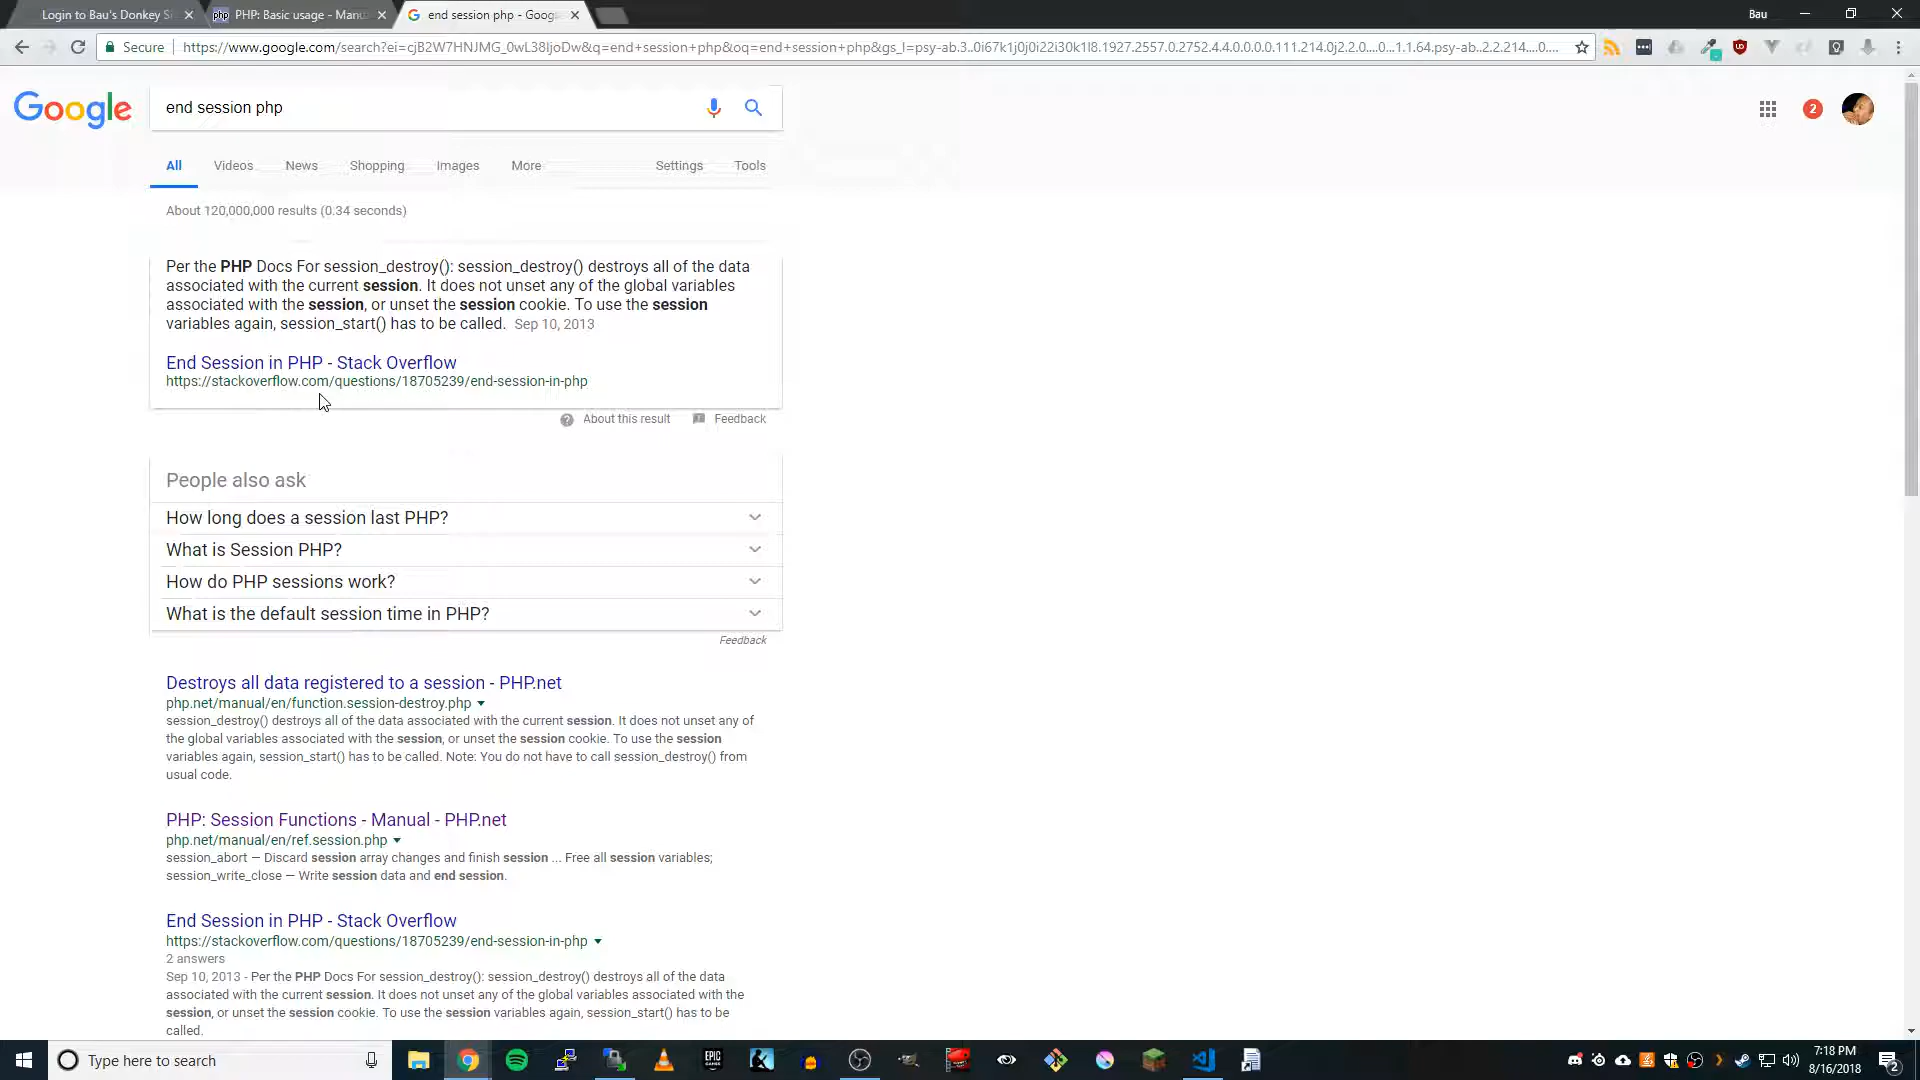 Login to Bau's Donkey S
PHP: Basic usage - Manu
end session php - Goog
Bau
Secure
https://www.google.com/search?ei=cjB2W7HNJMG_0wL38IjoDw&q=end+session+php&oq=end+session+php&gs_l=psy-ab.3..0i67k1j0j0i22i30k1l8.1927.2557.0.2752.4.4.0.0.0.0.111.214.0j2.2.0....0...1.1.64.psy-ab..2.2.214....0....
Google
end session php
2
All Videos News Shopping Images More Settings Tools
About 120,000,000 results (0.34 seconds)
Per the PHP Docs For session_destroy(): session_destroy() destroys all of the data
associated with the current session. It does not unset any of the global variables
associated with the session, or unset the session cookie. To use the session
variables again, session_start() has to be called. Sep 10, 2013
End Session in PHP - Stack Overflow
https://stackoverflow.com/questions/18705239/end-session-in-php
About this result Feedback
People also ask
How long does a session last PHP?
What is Session PHP?
How do PHP sessions work?
What is the default session time in PHP?
Feedback
Destroys all data registered to a session - PHP.net
php.net/manual/en/function.session-destroy.php
session_destroy() destroys all of the data associated with the current session. It does not unset any of
the global variables associated with the session, or unset the session cookie. To use the session
variables again, session_start() has to be called. Note: You do not have to call session_destroy() from
usual code.
PHP: Session Functions - Manual - PHP.net
php.net/manual/en/ref.session.php
session_abort — Discard session array changes and finish session ... Free all session variables;
session_write_close — Write session data and end session.
End Session in PHP - Stack Overflow
https://stackoverflow.com/questions/18705239/end-session-in-php
2 answers
Sep 10, 2013 - Per the PHP Docs For session_destroy(): session_destroy() destroys all of the data
associated with the current session. It does not unset any of the global variables associated with the
session, or unset the session cookie. To use the session variables again, session_start() has to be
called.
Type here to search
EPIC GAMES
7:18 PM
8/16/2018
2